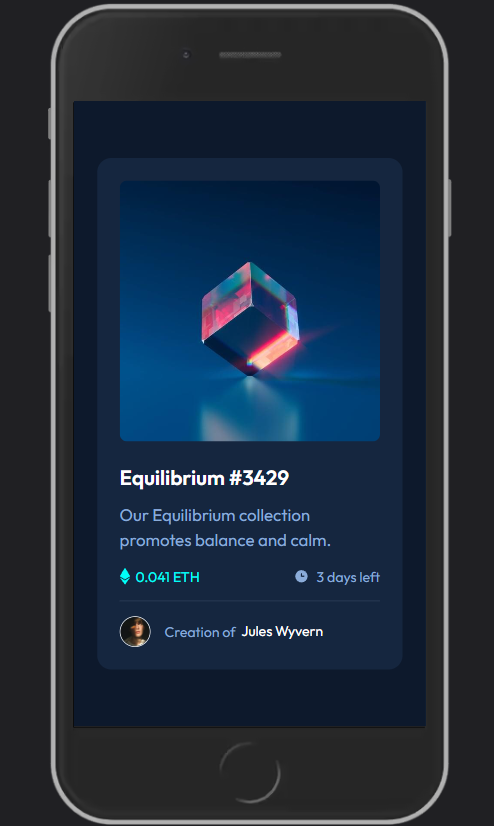 Equilibrium #3429
Our Equilibrium collection
promotes balance and calm.
0.041 ETH 3 days left
Creation of Jules Wyvern